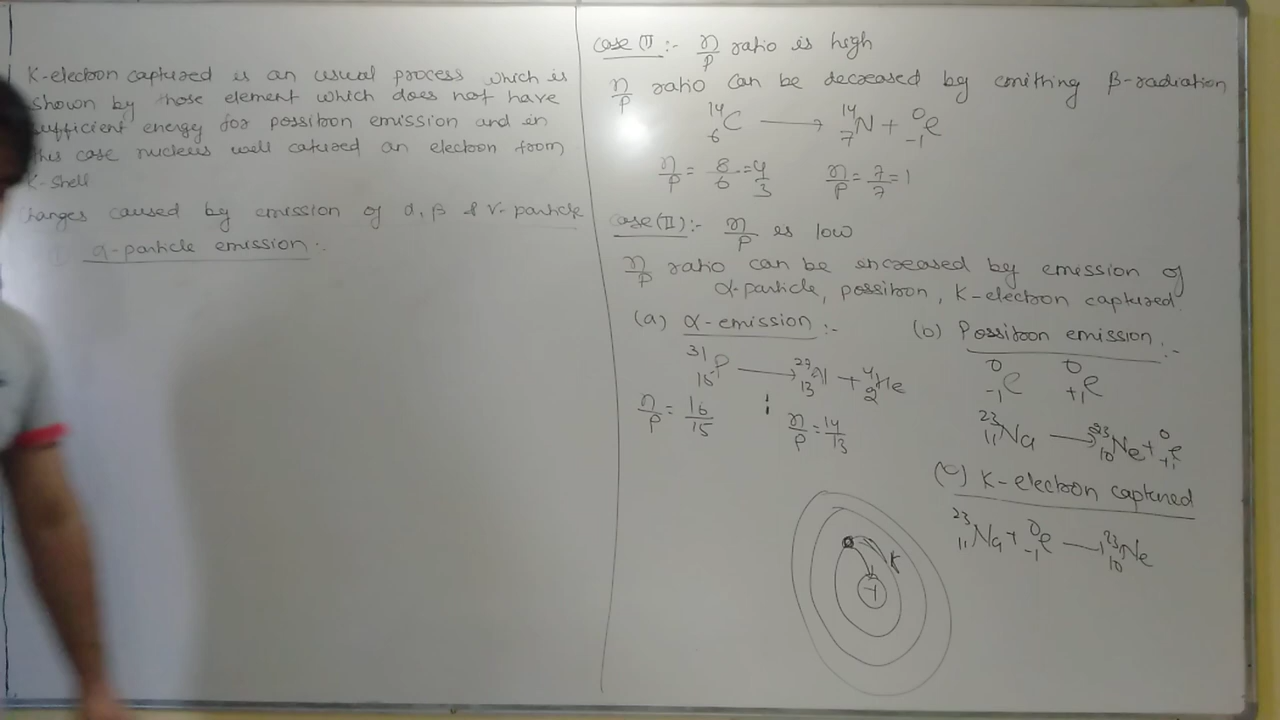 K-electron captured is an usual process which is
shown by those element which does not have
sufficient energy for possitron emission and in
this case nucleus well catured an electron from
K-shell
Changes caused by emission of α, β & γ-particle
α-particle emission:-
case (I) :- n/p ratio is high
n/p ratio can be decreased by emitting β-radiation
¹⁴₆C → ¹⁴₇N + ⁰₋₁e
n/p = 8/6 = 4/3 n/p = 7/7 = 1
case (II) :- n/p is low
n/p ratio can be increased by emission of
α-particle, possitron, K-electron captured.
(a) α-emission :-
³¹₁₅P → ²⁷₁₃Al + ⁴₂He
n/p = 16/15 ; n/p = 14/13
(b) Possitron emission :-
⁰₋₁e ⁰₊₁e
²³₁₁Na → ²³₁₀Ne + ⁰₊₁e
(c) K-electron captured
²³₁₁Na + ⁰₋₁e → ²³₁₀Ne
K